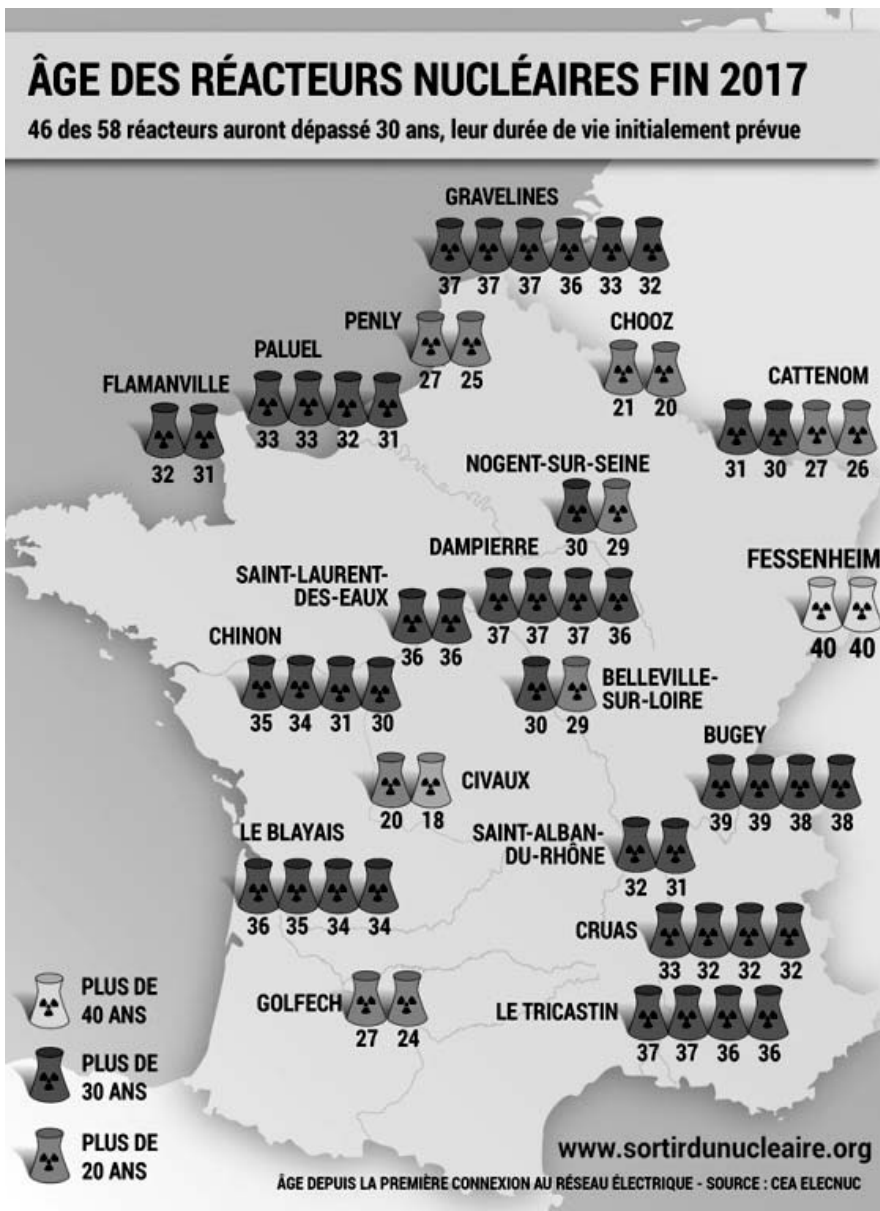 ÂGE DES RÉACTEURS NUCLÉAIRES FIN 2017
46 des 58 réacteurs auront dépassé 30 ans, leur durée de vie initialement prévue
GRAVELINES
37 37 37 36 33 32
PENLY
27 25
CHOOZ
21 20
PALUEL
33 33 32 31
FLAMANVILLE
32 31
CATTENOM
31 30 27 26
NOGENT-SUR-SEINE
30 29
DAMPIERRE
37 37 37 36
FESSENHEIM
40 40
SAINT-LAURENT-
DES-EAUX
36 36
CHINON
35 34 31 30
BELLEVILLE-
SUR-LOIRE
30 29
BUGEY
39 39 38 38
CIVAUX
20 18
LE BLAYAIS
36 35 34 34
SAINT-ALBAN-
DU-RHÔNE
32 31
CRUAS
33 32 32 32
GOLFECH
27 24
LE TRICASTIN
37 37 36 36
PLUS DE
40 ANS
PLUS DE
30 ANS
PLUS DE
20 ANS
www.sortirdunucleaire.org
ÂGE DEPUIS LA PREMIÈRE CONNEXION AU RÉSEAU ÉLECTRIQUE - SOURCE : CEA ELECNUC